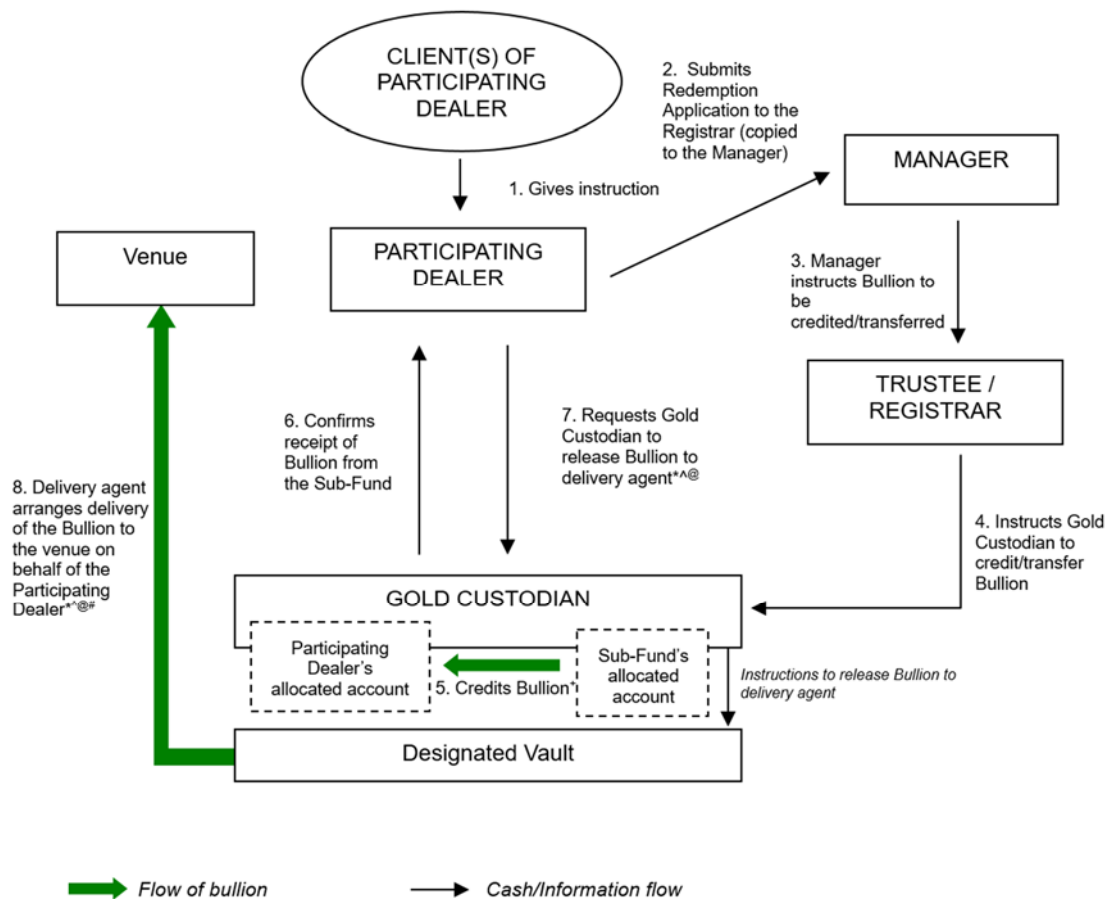 CLIENT(S) OF
PARTICIPATING
DEALER
2. Submits
Redemption
Application to the
Registrar (copied
to the Manager)
MANAGER
1. Gives instruction
Venue
PARTICIPATING
DEALER
3. Manager
instructs Bullion to
be
credited/transferred
TRUSTEE /
REGISTRAR
6. Confirms
receipt of
Bullion from
the Sub-Fund
7. Requests Gold
Custodian to
release Bullion to
delivery agent*^@
8. Delivery agent
arranges delivery
of the Bullion to
the venue on
behalf of the
Participating
Dealer*^@#
4. Instructs Gold
Custodian to
credit/transfer
Bullion
GOLD CUSTODIAN
Participating
Dealer's
allocated account
5. Credits Bullion+
Sub-Fund's
allocated
account
Instructions to release Bullion to
delivery agent
Designated Vault
Flow of bullion
Cash/Information flow